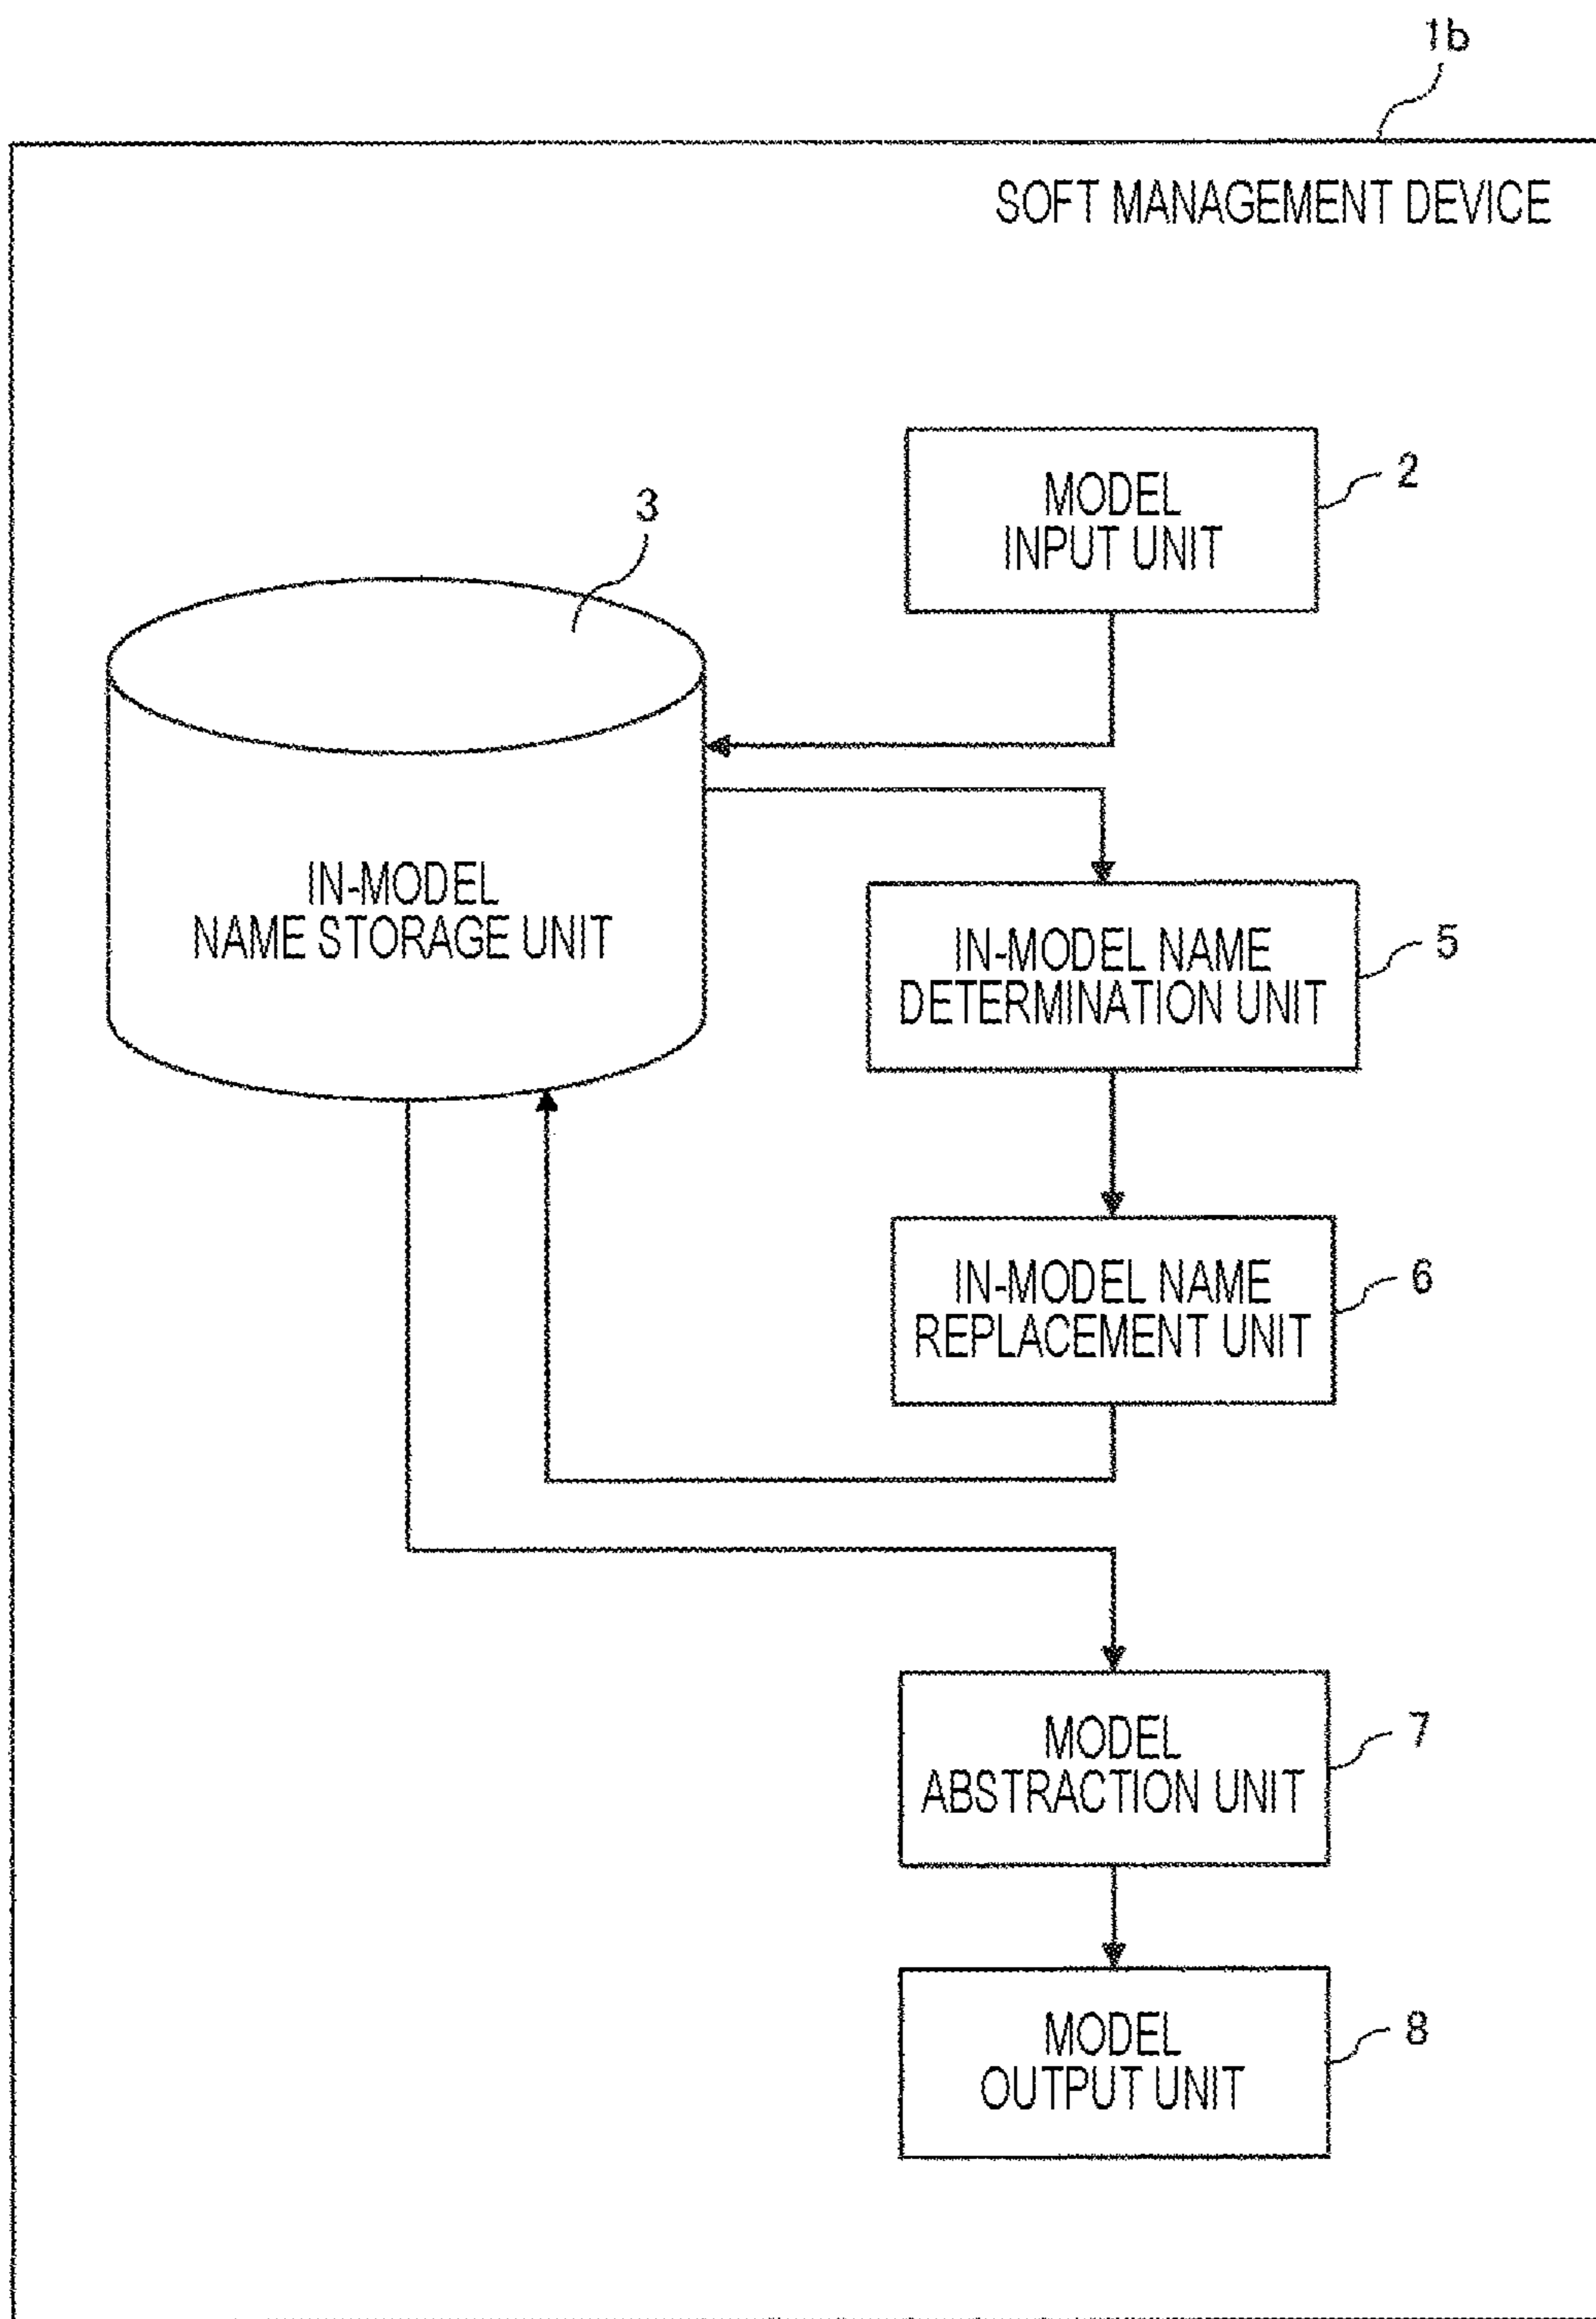 1b
SOFT MANAGEMENT DEVICE
MODEL
INPUT UNIT
2
3
IN-MODEL
NAME STORAGE UNIT
IN-MODEL NAME
DETERMINATION UNIT
5
IN-MODEL NAME
REPLACEMENT UNIT
6
MODEL
ABSTRACTION UNIT
7
MODEL
OUTPUT UNIT
8